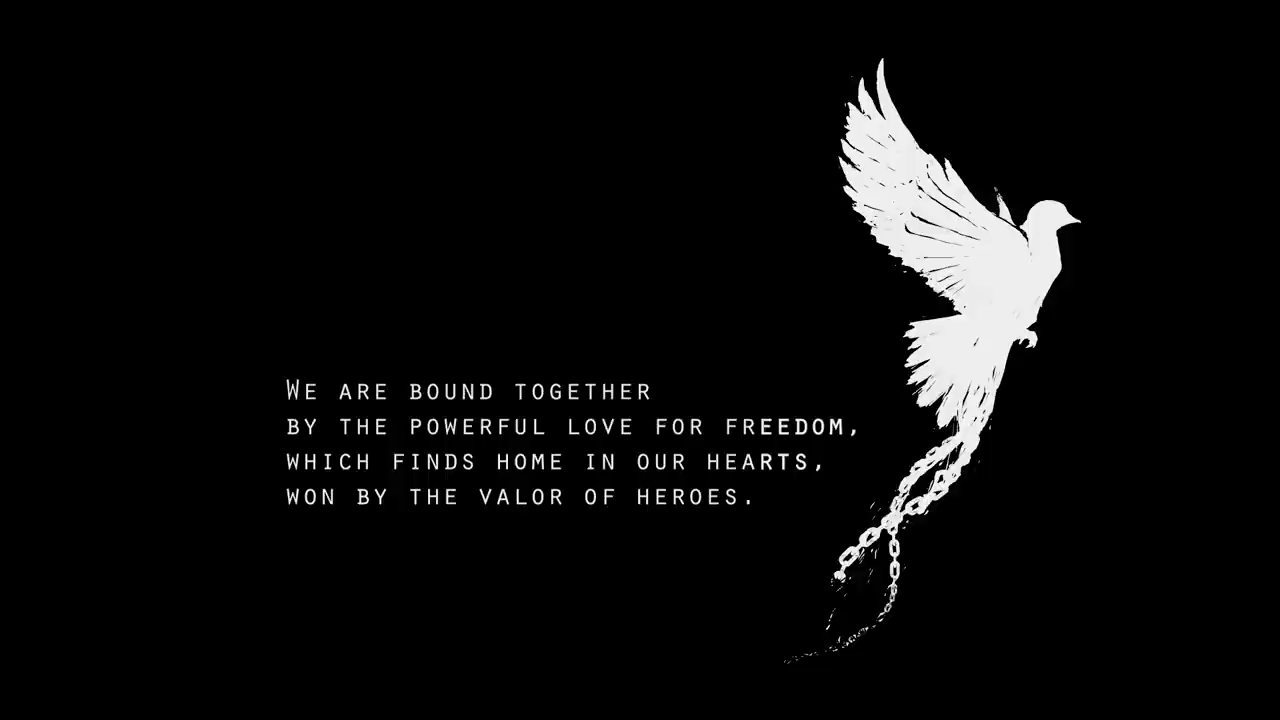 We are bound together
by the powerful love for freedom,
which finds home in our hearts,
won by the valor of heroes.